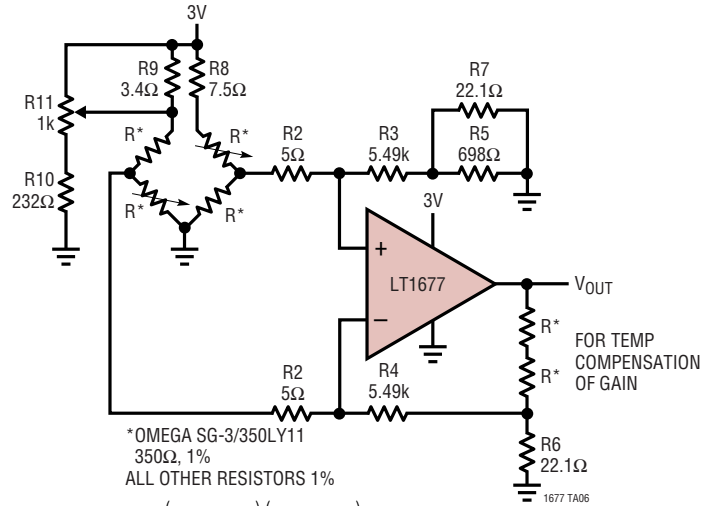 3V
R9
3.4Ω
R8
7.5Ω
R11
1k
R10
232Ω
R*
R*
R*
R*
R2
5Ω
R3
5.49k
R7
22.1Ω
R5
698Ω
3V
+
LT1677
–
VOUT
R*
R*
FOR TEMP
COMPENSATION
OF GAIN
R2
5Ω
R4
5.49k
R6
22.1Ω
*OMEGA SG-3/350LY11
350Ω, 1%
ALL OTHER RESISTORS 1%
1677 TA06